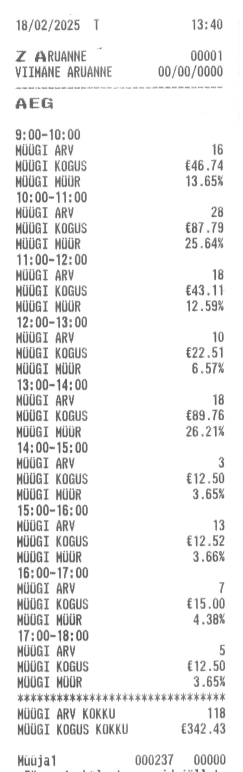 18/02/2025 T 13:40
Z ARUANNE 00001
VIIMANE ARUANNE 00/00/0000
AEG
9:00-10:00
MÜÜGI ARV 16
MÜÜGI KOGUS €46.74
MÜÜGI MÜÜR 13.65%
10:00-11:00
MÜÜGI ARV 28
MÜÜGI KOGUS €87.79
MÜÜGI MÜÜR 25.64%
11:00-12:00
MÜÜGI ARV 18
MÜÜGI KOGUS €43.11
MÜÜGI MÜÜR 12.59%
12:00-13:00
MÜÜGI ARV 10
MÜÜGI KOGUS €22.51
MÜÜGI MÜÜR 6.57%
13:00-14:00
MÜÜGI ARV 18
MÜÜGI KOGUS €89.76
MÜÜGI MÜÜR 26.21%
14:00-15:00
MÜÜGI ARV 3
MÜÜGI KOGUS €12.50
MÜÜGI MÜÜR 3.65%
15:00-16:00
MÜÜGI ARV 13
MÜÜGI KOGUS €12.52
MÜÜGI MÜÜR 3.66%
16:00-17:00
MÜÜGI ARV 7
MÜÜGI KOGUS €15.00
MÜÜGI MÜÜR 4.38%
17:00-18:00
MÜÜGI ARV 5
MÜÜGI KOGUS €12.50
MÜÜGI MÜÜR 3.65%
********************************
MÜÜGI ARV KOKKU 118
MÜÜGI KOGUS KOKKU €342.43
Müüja1 000237 00000